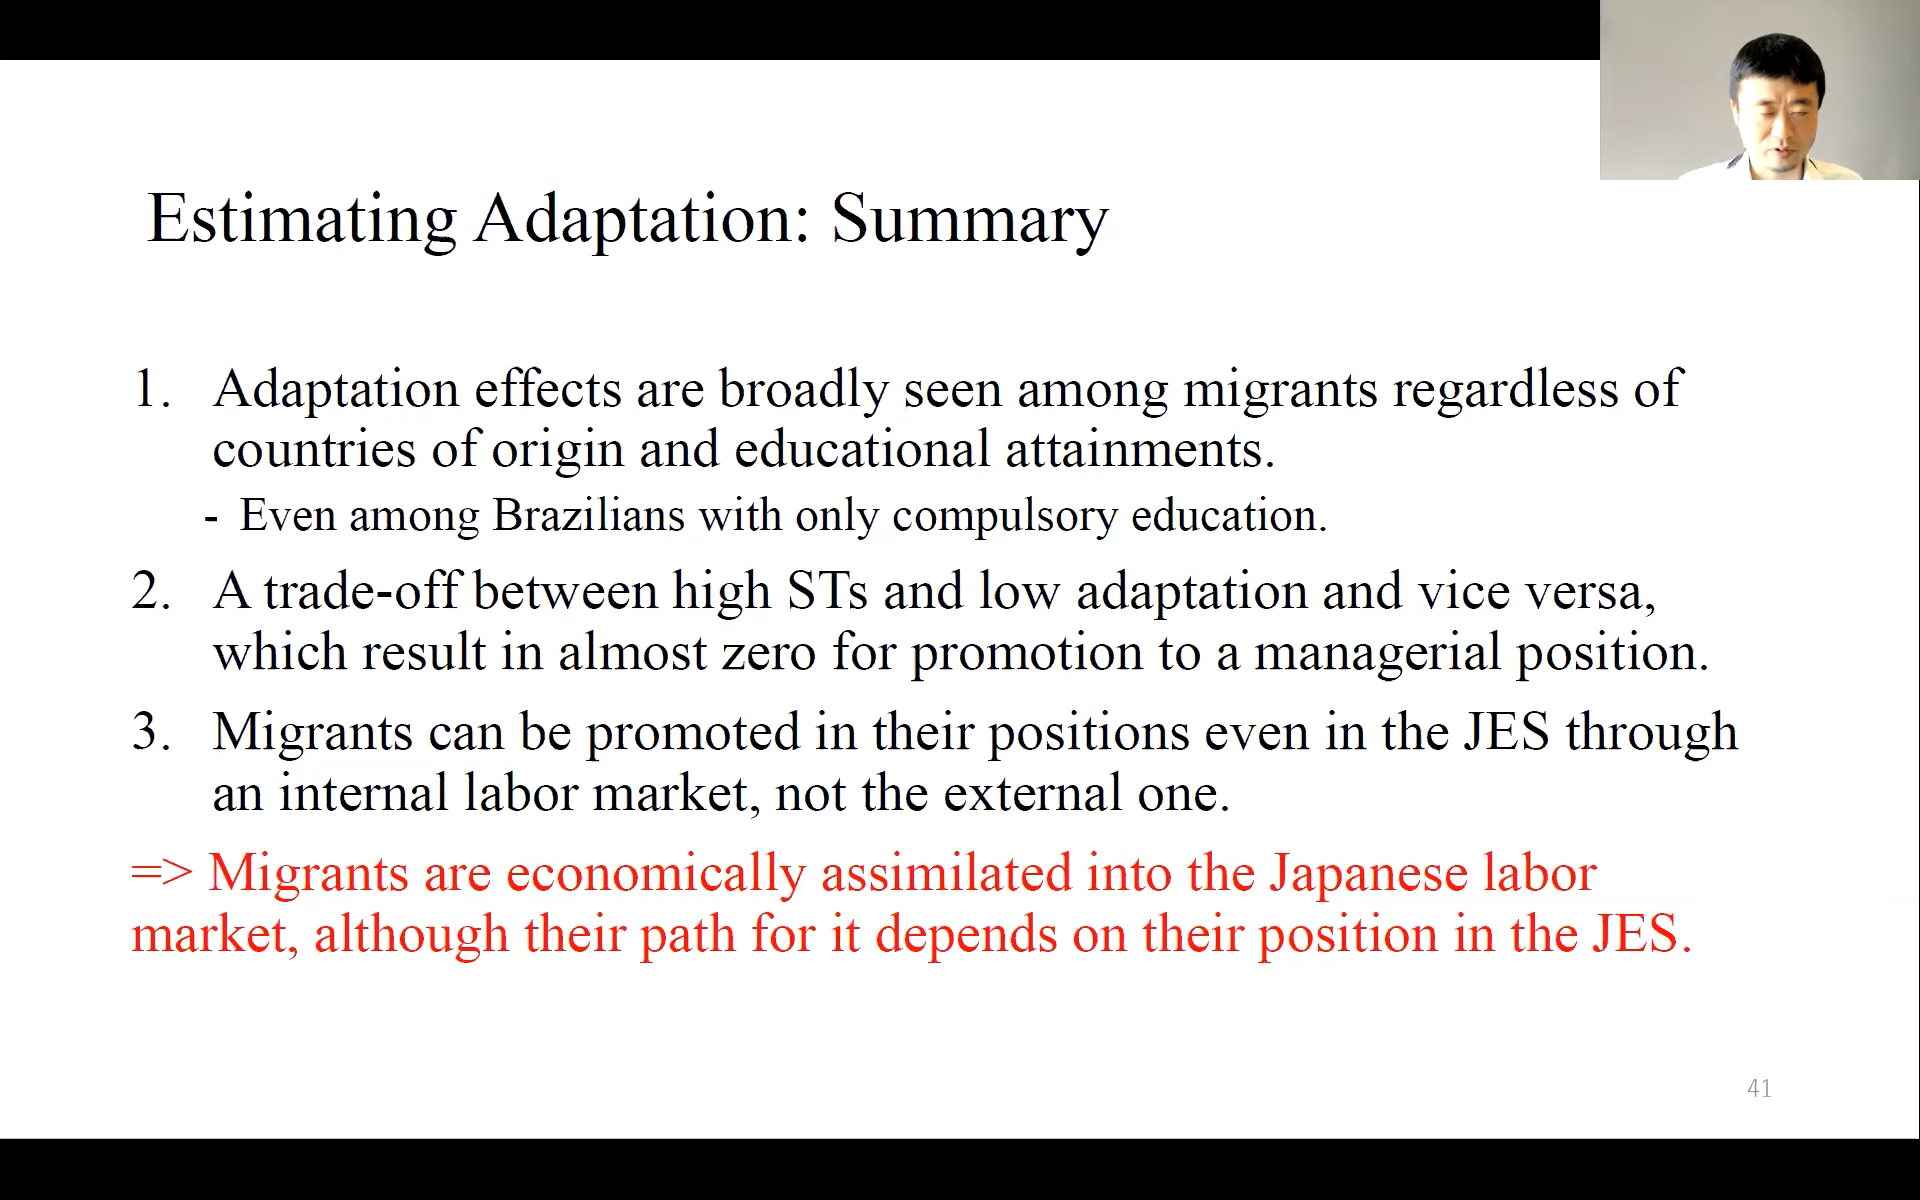 Estimating Adaptation: Summary
1. Adaptation effects are broadly seen among migrants regardless of
countries of origin and educational attainments.
- Even among Brazilians with only compulsory education.
2. A trade-off between high STs and low adaptation and vice versa,
which result in almost zero for promotion to a managerial position.
3. Migrants can be promoted in their positions even in the JES through
an internal labor market, not the external one.
=> Migrants are economically assimilated into the Japanese labor
market, although their path for it depends on their position in the JES.
41